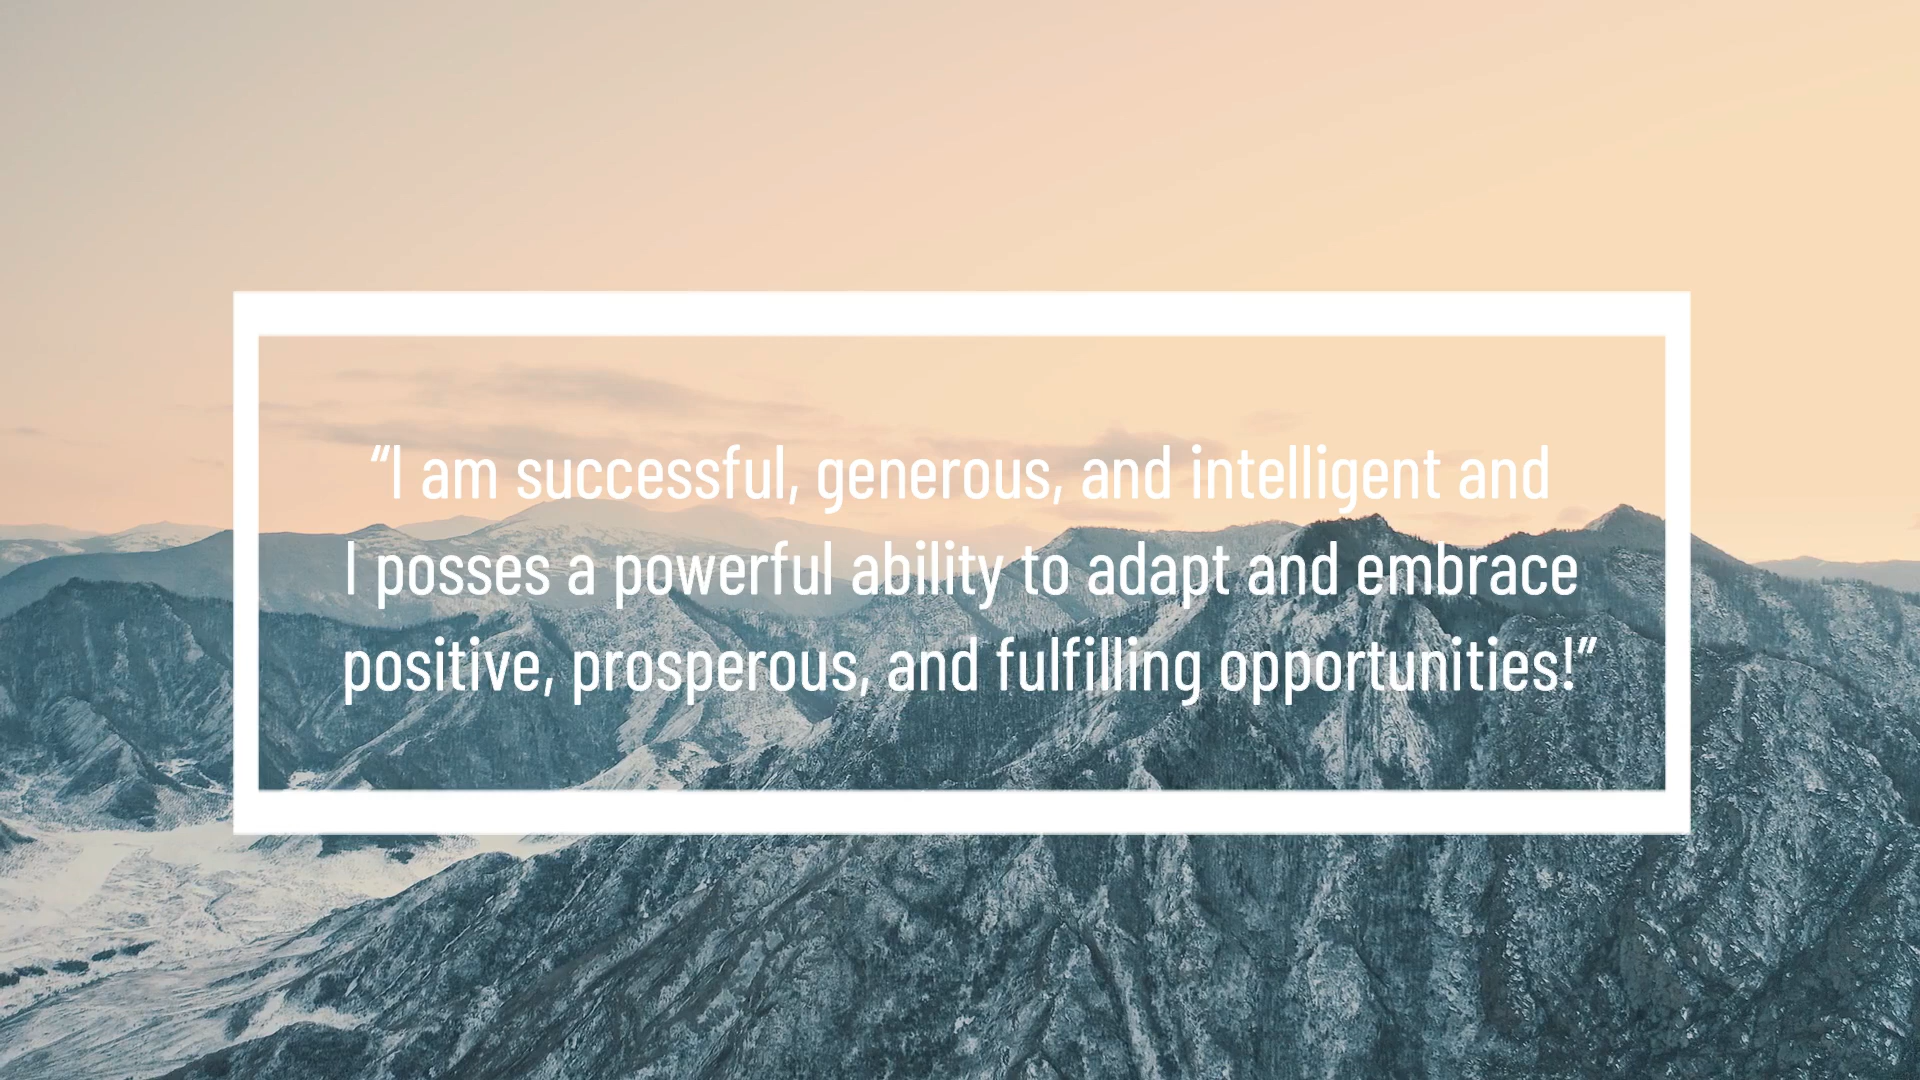 “I am successful, generous, and intelligent and
I posses a powerful ability to adapt and embrace
positive, prosperous, and fulfilling opportunities!”